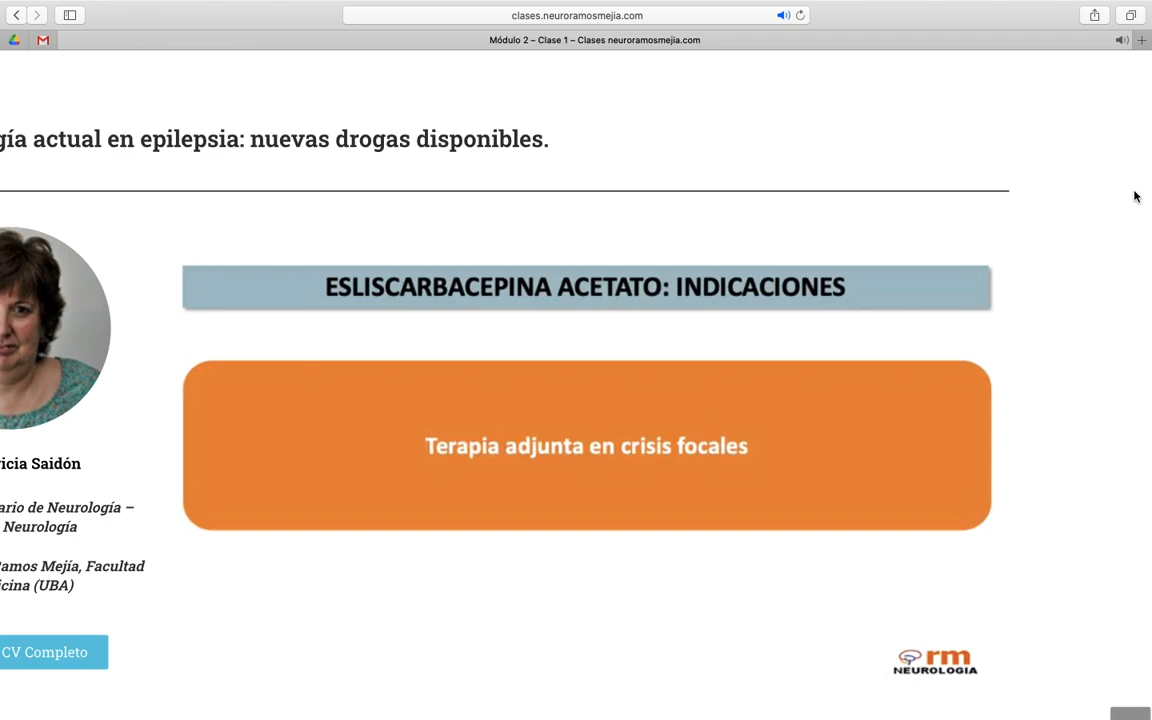 clases.neuroramosmejia.com
Módulo 2 – Clase 1 – Clases neuroramosmejia.com
gía actual en epilepsia: nuevas drogas disponibles.
ESLISCARBACEPINA ACETATO: INDICACIONES
Terapia adjunta en crisis focales
icia Saidón
ario de Neurología –
Neurología
Ramos Mejía, Facultad
icina (UBA)
CV Completo
rm
NEUROLOGIA